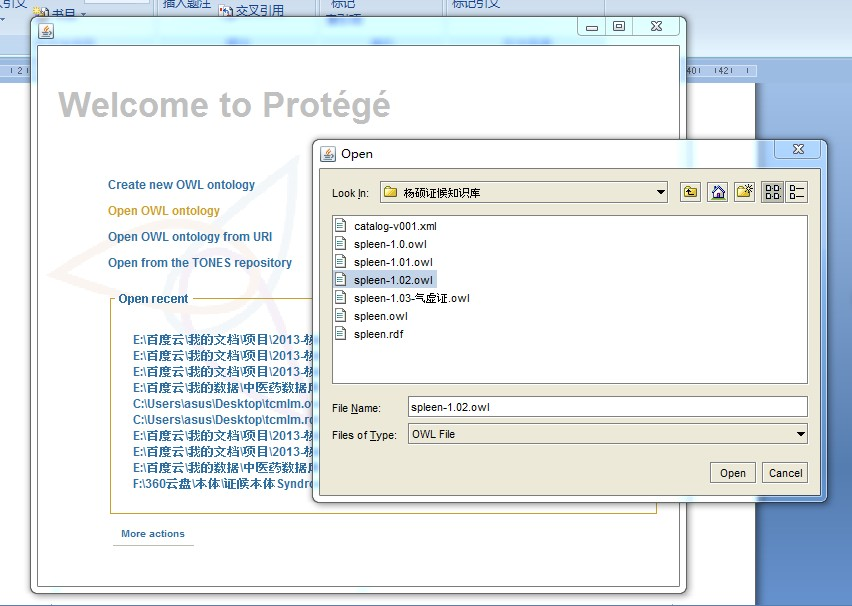 插入题注
标记
标记引文
书目
交叉引用
2
40
42
Welcome to Protégé
Create new OWL ontology
Open OWL ontology
Open OWL ontology from URI
Open from the TONES repository
Open recent
E:\百度云\我的文档\项目\2013-
E:\百度云\我的文档\项目\2013-
E:\百度云\我的文档\项目\2013-
E:\百度云\我的数据\中医药数据
C:\Users\asus\Desktop\tcmlm.o
C:\Users\asus\Desktop\tcmlm.r
E:\百度云\我的文档\项目\2013-
E:\百度云\我的文档\项目\2013-
E:\百度云\我的数据\中医药数据
F:\360云盘\本体\证候本体Syndro
More actions
Open
Look In:
杨硕证候知识库
catalog-v001.xml
spleen-1.0.owl
spleen-1.01.owl
spleen-1.02.owl
spleen-1.03-气虚证.owl
spleen.owl
spleen.rdf
File Name:
spleen-1.02.owl
Files of Type:
OWL File
Open
Cancel